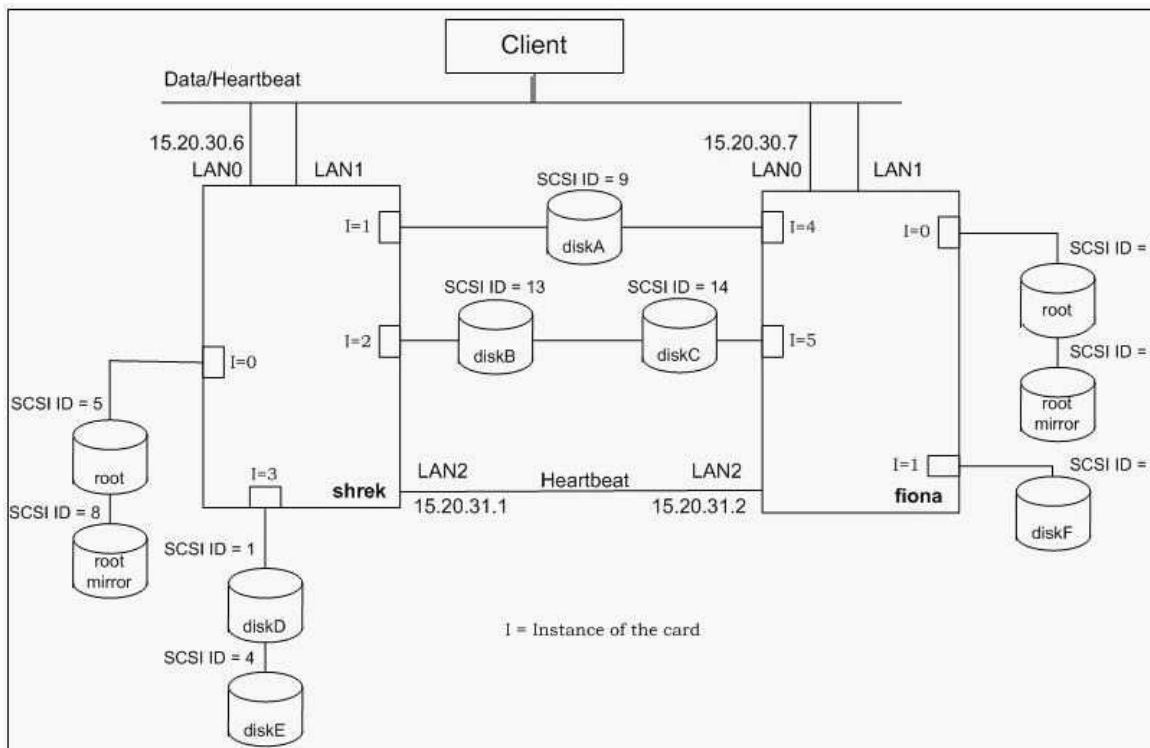 Client
Data/Heartbeat
15.20.30.6
LAN0
LAN1
15.20.30.7
LAN0
LAN1
SCSI ID = 9
diskA
I=1
I=4
I=0
SCSI ID =
root
SCSI ID = 13
diskB
SCSI ID = 14
diskC
I=2
I=5
SCSI ID =
root
mirror
I=0
SCSI ID = 5
root
SCSI ID = 8
root
mirror
I=3
shrek
LAN2
15.20.31.1
Heartbeat
LAN2
15.20.31.2
I=1
fiona
SCSI ID =
diskF
SCSI ID = 1
diskD
SCSI ID = 4
diskE
I = Instance of the card